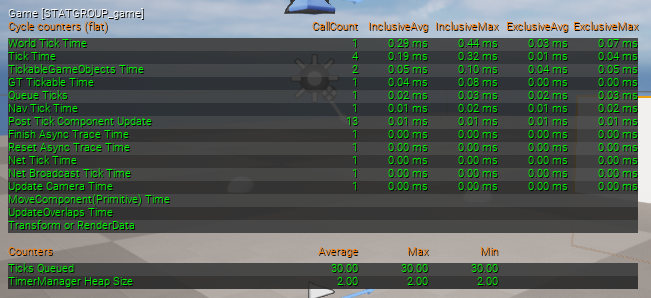 Game [STATGROUP_game]
Cycle counters (flat) CallCount InclusiveAvg InclusiveMax ExclusiveAvg ExclusiveMax
World Tick Time 1 0.29 ms 0.44 ms 0.03 ms 0.07 ms
Tick Time 4 0.19 ms 0.32 ms 0.01 ms 0.04 ms
TickableGameObjects Time 2 0.05 ms 0.10 ms 0.04 ms 0.05 ms
GT Tickable Time 1 0.04 ms 0.08 ms 0.00 ms 0.00 ms
Queue Ticks 1 0.02 ms 0.03 ms 0.02 ms 0.03 ms
Nav Tick Time 1 0.01 ms 0.02 ms 0.01 ms 0.02 ms
Post Tick Component Update 13 0.01 ms 0.01 ms 0.01 ms 0.01 ms
Finish Async Trace Time 1 0.00 ms 0.00 ms 0.00 ms 0.00 ms
Reset Async Trace Time 1 0.00 ms 0.00 ms 0.00 ms 0.00 ms
Net Tick Time 1 0.00 ms 0.00 ms 0.00 ms 0.00 ms
Net Broadcast Tick Time 1 0.00 ms 0.00 ms 0.00 ms 0.00 ms
Update Camera Time 1 0.00 ms 0.00 ms 0.00 ms 0.00 ms
MoveComponent(Primitive) Time
UpdateOverlaps Time
Transform or RenderData
Counters Average Max Min
Ticks Queued 30.00 30.00 30.00
TimerManager Heap Size 2.00 2.00 2.00